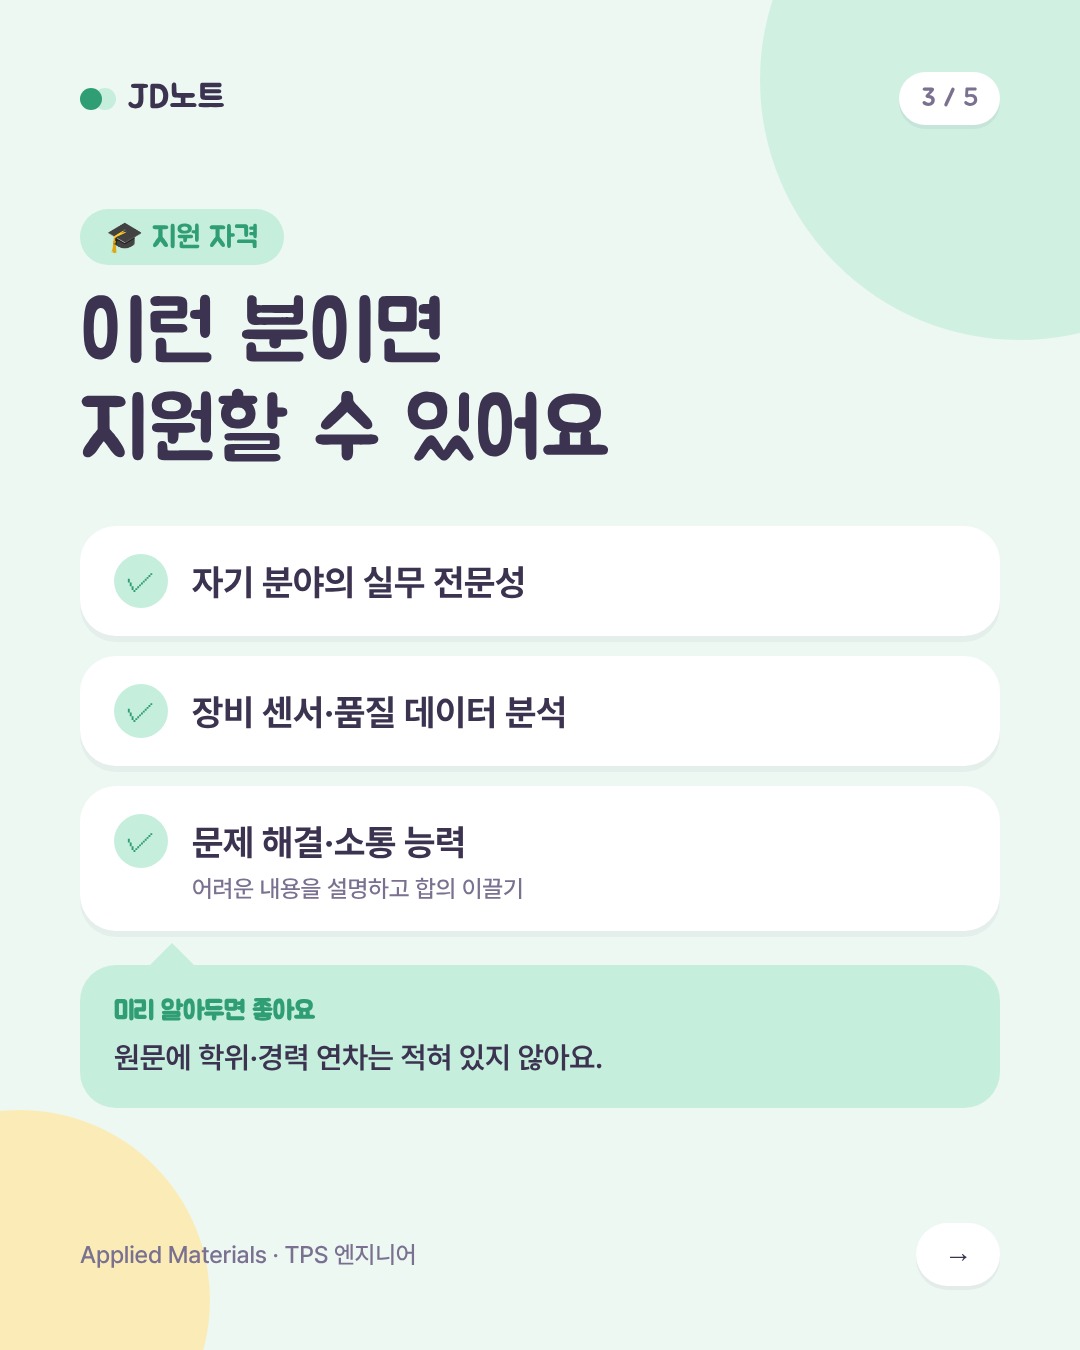 JD노트
3 / 5
🎓 지원 자격
이런 분이면
지원할 수 있어요
✓ 자기 분야의 실무 전문성
✓ 장비 센서·품질 데이터 분석
✓ 문제 해결·소통 능력
어려운 내용을 설명하고 합의 이끌기
미리 알아두면 좋아요
원문에 학위·경력 연차는 적혀 있지 않아요.
Applied Materials · TPS 엔지니어
→